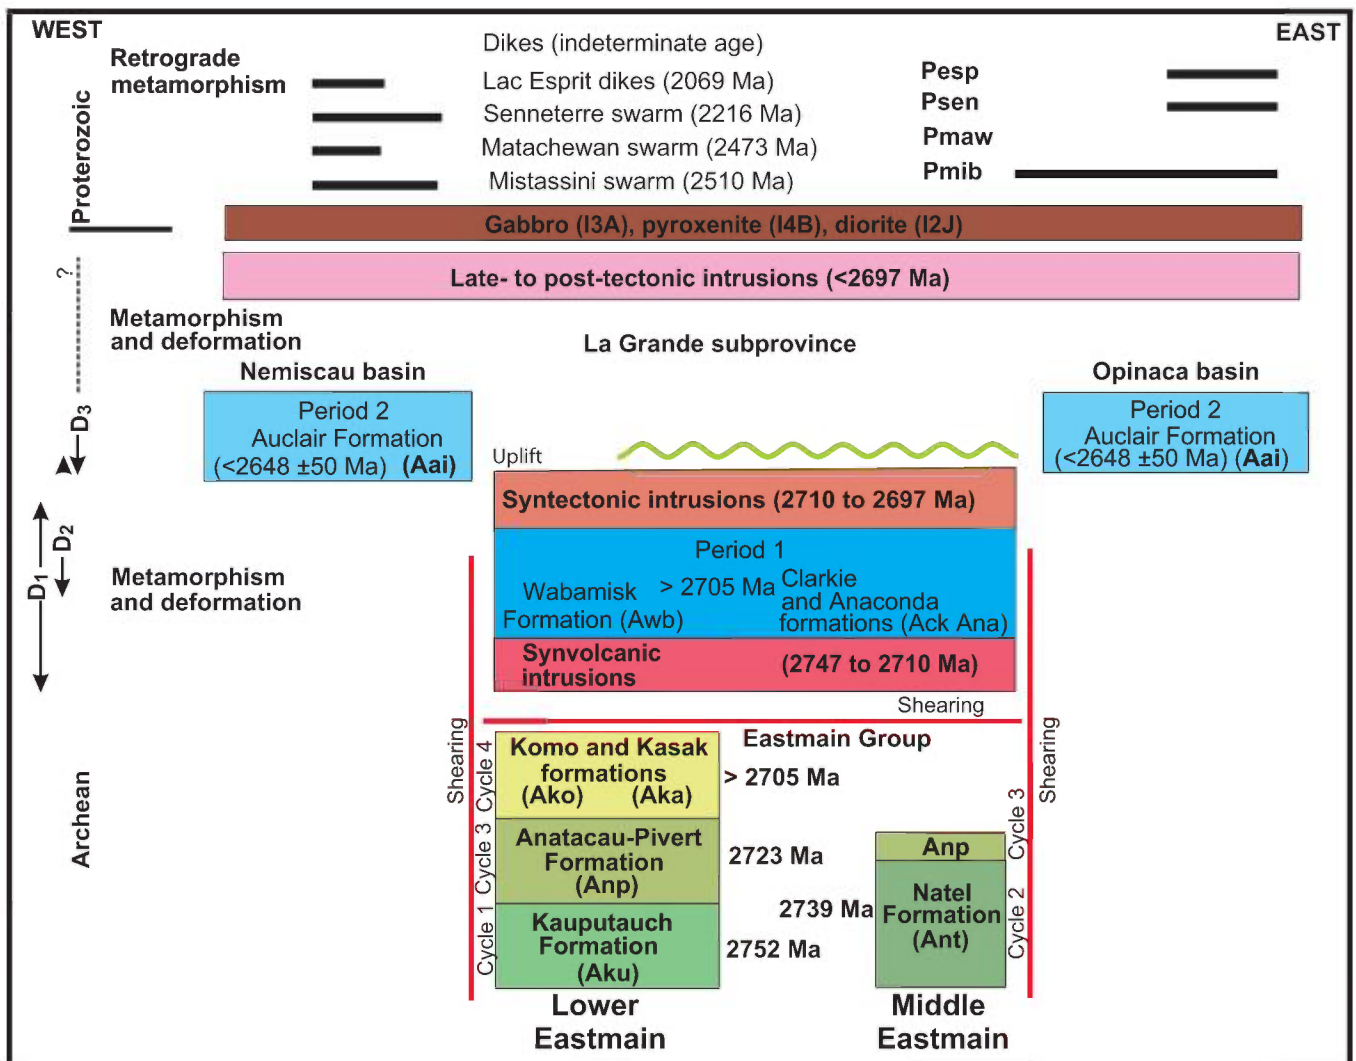 WEST
EAST
Retrograde
metamorphism
Proterozoic
Dikes (indeterminate age)
Lac Esprit dikes (2069 Ma)
Senneterre swarm (2216 Ma)
Matachewan swarm (2473 Ma)
Mistassini swarm (2510 Ma)
Pesp
Psen
Pmaw
Pmib
Gabbro (I3A), pyroxenite (I4B), diorite (I2J)
?
Late- to post-tectonic intrusions (<2697 Ma)
Metamorphism
and deformation
La Grande subprovince
Nemiscau basin
Opinaca basin
D3
Period 2
Auclair Formation
(<2648 ±50 Ma) (Aai)
Period 2
Auclair Formation
(<2648 ±50 Ma) (Aai)
Uplift
Syntectonic intrusions (2710 to 2697 Ma)
D1
D2
Metamorphism
and deformation
Period 1
Wabamisk
Formation (Awb)
> 2705 Ma
Clarkie
and Anaconda
formations (Ack Ana)
Synvolcanic
intrusions
(2747 to 2710 Ma)
Shearing
Shearing
Shearing
Archean
Eastmain Group
Cycle 4
Komo and Kasak
formations
(Ako) (Aka)
> 2705 Ma
Cycle 3
Anatacau-Pivert
Formation
(Anp)
2723 Ma
Cycle 3
Anp
Cycle 1
Kauputauch
Formation
(Aku)
2752 Ma
2739 Ma
Natel
Formation
(Ant)
Cycle 2
Lower
Eastmain
Middle
Eastmain